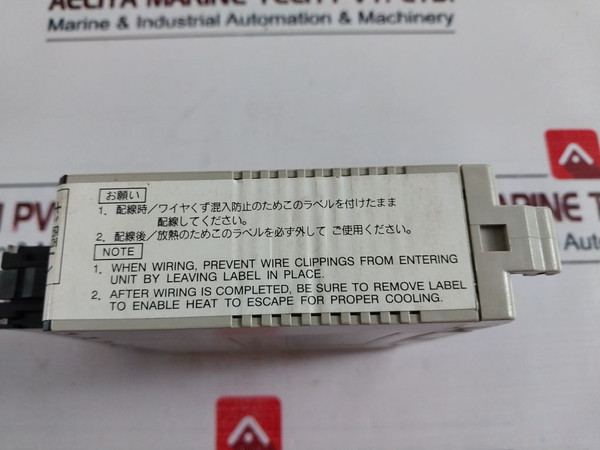 Marine & Industrial Automation & Machinery
お願い
1. 配線時/ワイヤくず混入防止のためこのラベルを付けたまま
配線してください。
2. 配線後/放熱のためこのラベルを必ず外して ご使用ください。
NOTE
1. WHEN WIRING, PREVENT WIRE CLIPPINGS FROM ENTERING
UNIT BY LEAVING LABEL IN PLACE.
2. AFTER WIRING IS COMPLETED, BE SURE TO REMOVE LABEL
TO ENABLE HEAT TO ESCAPE FOR PROPER COOLING.